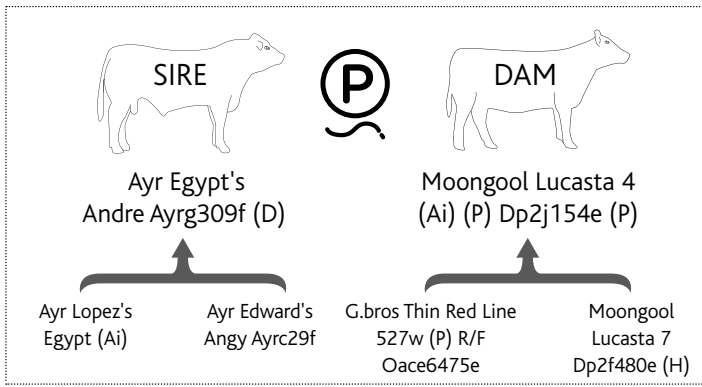 SIRE
P
DAM
Ayr Egypt's
Andre Ayrg309f (D)
Moongool Lucasta 4
(Ai) (P) Dp2j154e (P)
Ayr Lopez's
Egypt (Ai)
Ayr Edward's
Angy Ayrc29f
G.bros Thin Red Line
527w (P) R/F
Oace6475e
Moongool
Lucasta 7
Dp2f480e (H)